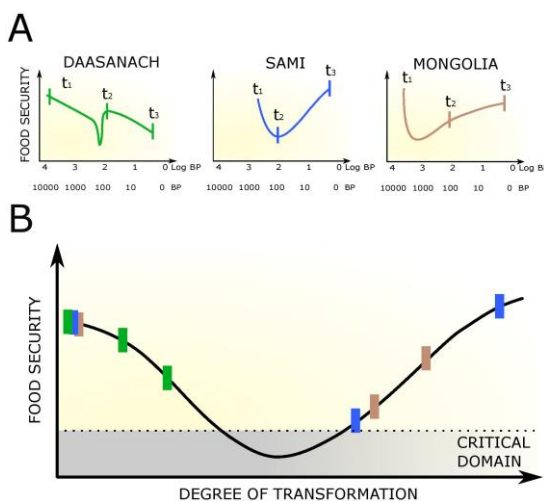 A
DAASANACH
SAMI
MONGOLIA
FOOD SECURITY
t1
t2
t3
t1
t2
t3
t1
t2
t3
4 3 2 1 0 Log BP
4 3 2 1 0 Log BP
4 3 2 1 0 Log BP
10000 1000 100 10 0 BP
10000 1000 100 10 0 BP
10000 1000 100 10 0 BP
B
FOOD SECURITY
CRITICAL
DOMAIN
DEGREE OF TRANSFORMATION